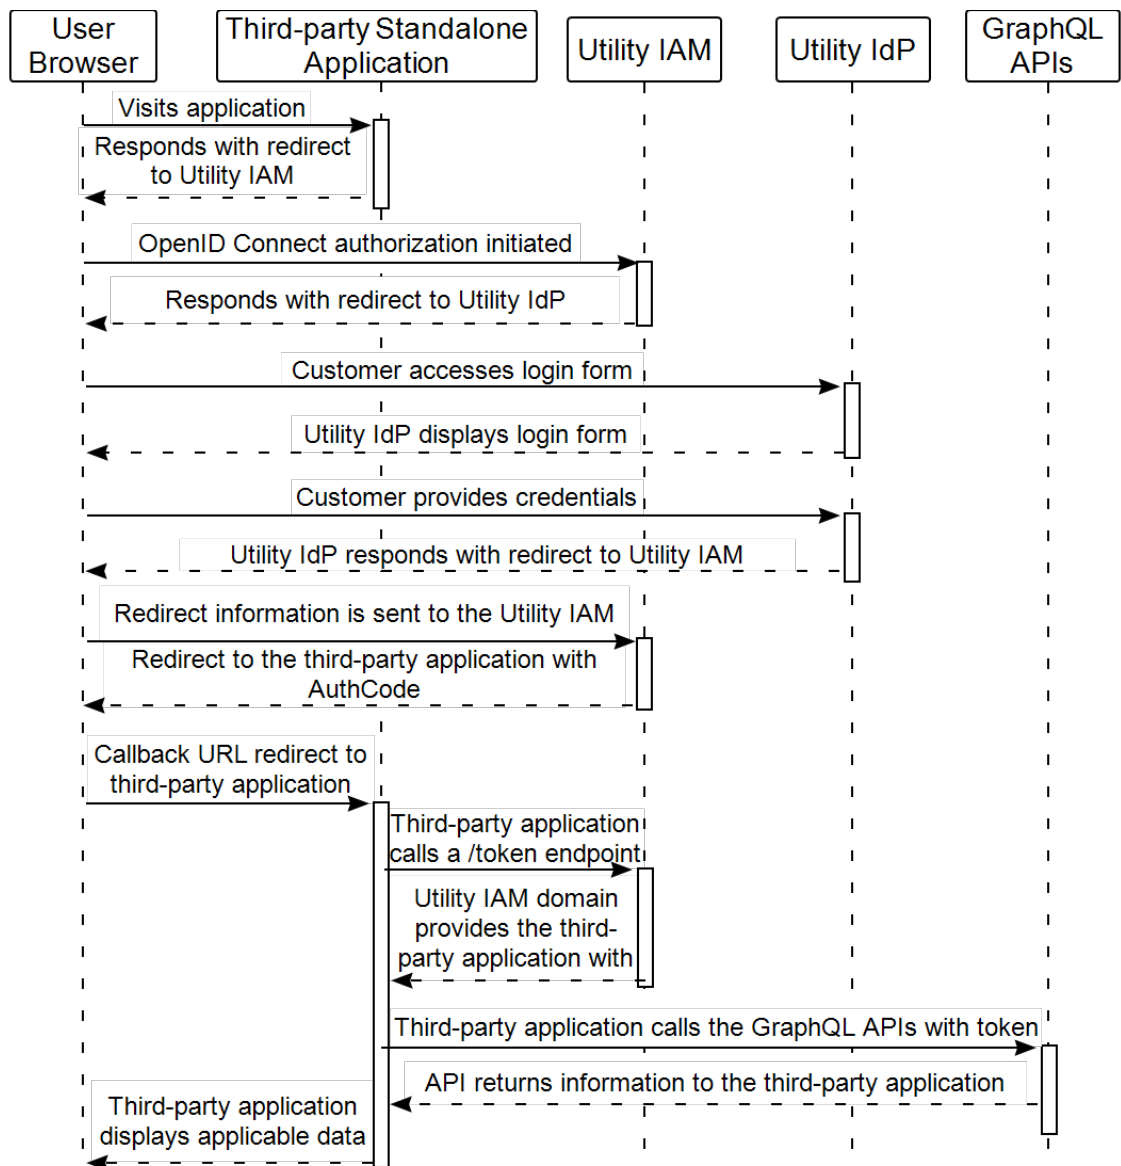 User
Browser
Third-party Standalone
Application
Utility IAM
Utility IdP
GraphQL
APIs
Visits application
Responds with redirect
to Utility IAM
OpenID Connect authorization initiated
Responds with redirect to Utility IdP
Customer accesses login form
Utility IdP displays login form
Customer provides credentials
Utility IdP responds with redirect to Utility IAM
Redirect information is sent to the Utility IAM
Redirect to the third-party application with
AuthCode
Callback URL redirect to
third-party application
Third-party application
calls a /token endpoint
Utility IAM domain
provides the third-
party application with
Third-party application calls the GraphQL APIs with token
API returns information to the third-party application
Third-party application
displays applicable data